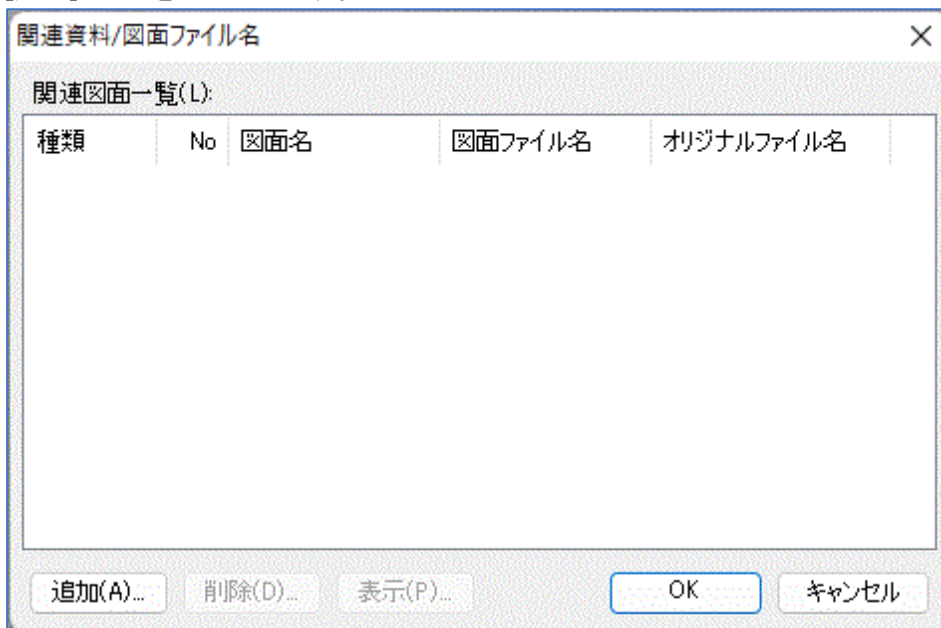 関連資料/図面ファイル名
関連図面一覧(L):
種類 No 図面名 図面ファイル名 オリジナルファイル名
追加(A)... 削除(D)... 表示(P)... OK キャンセル